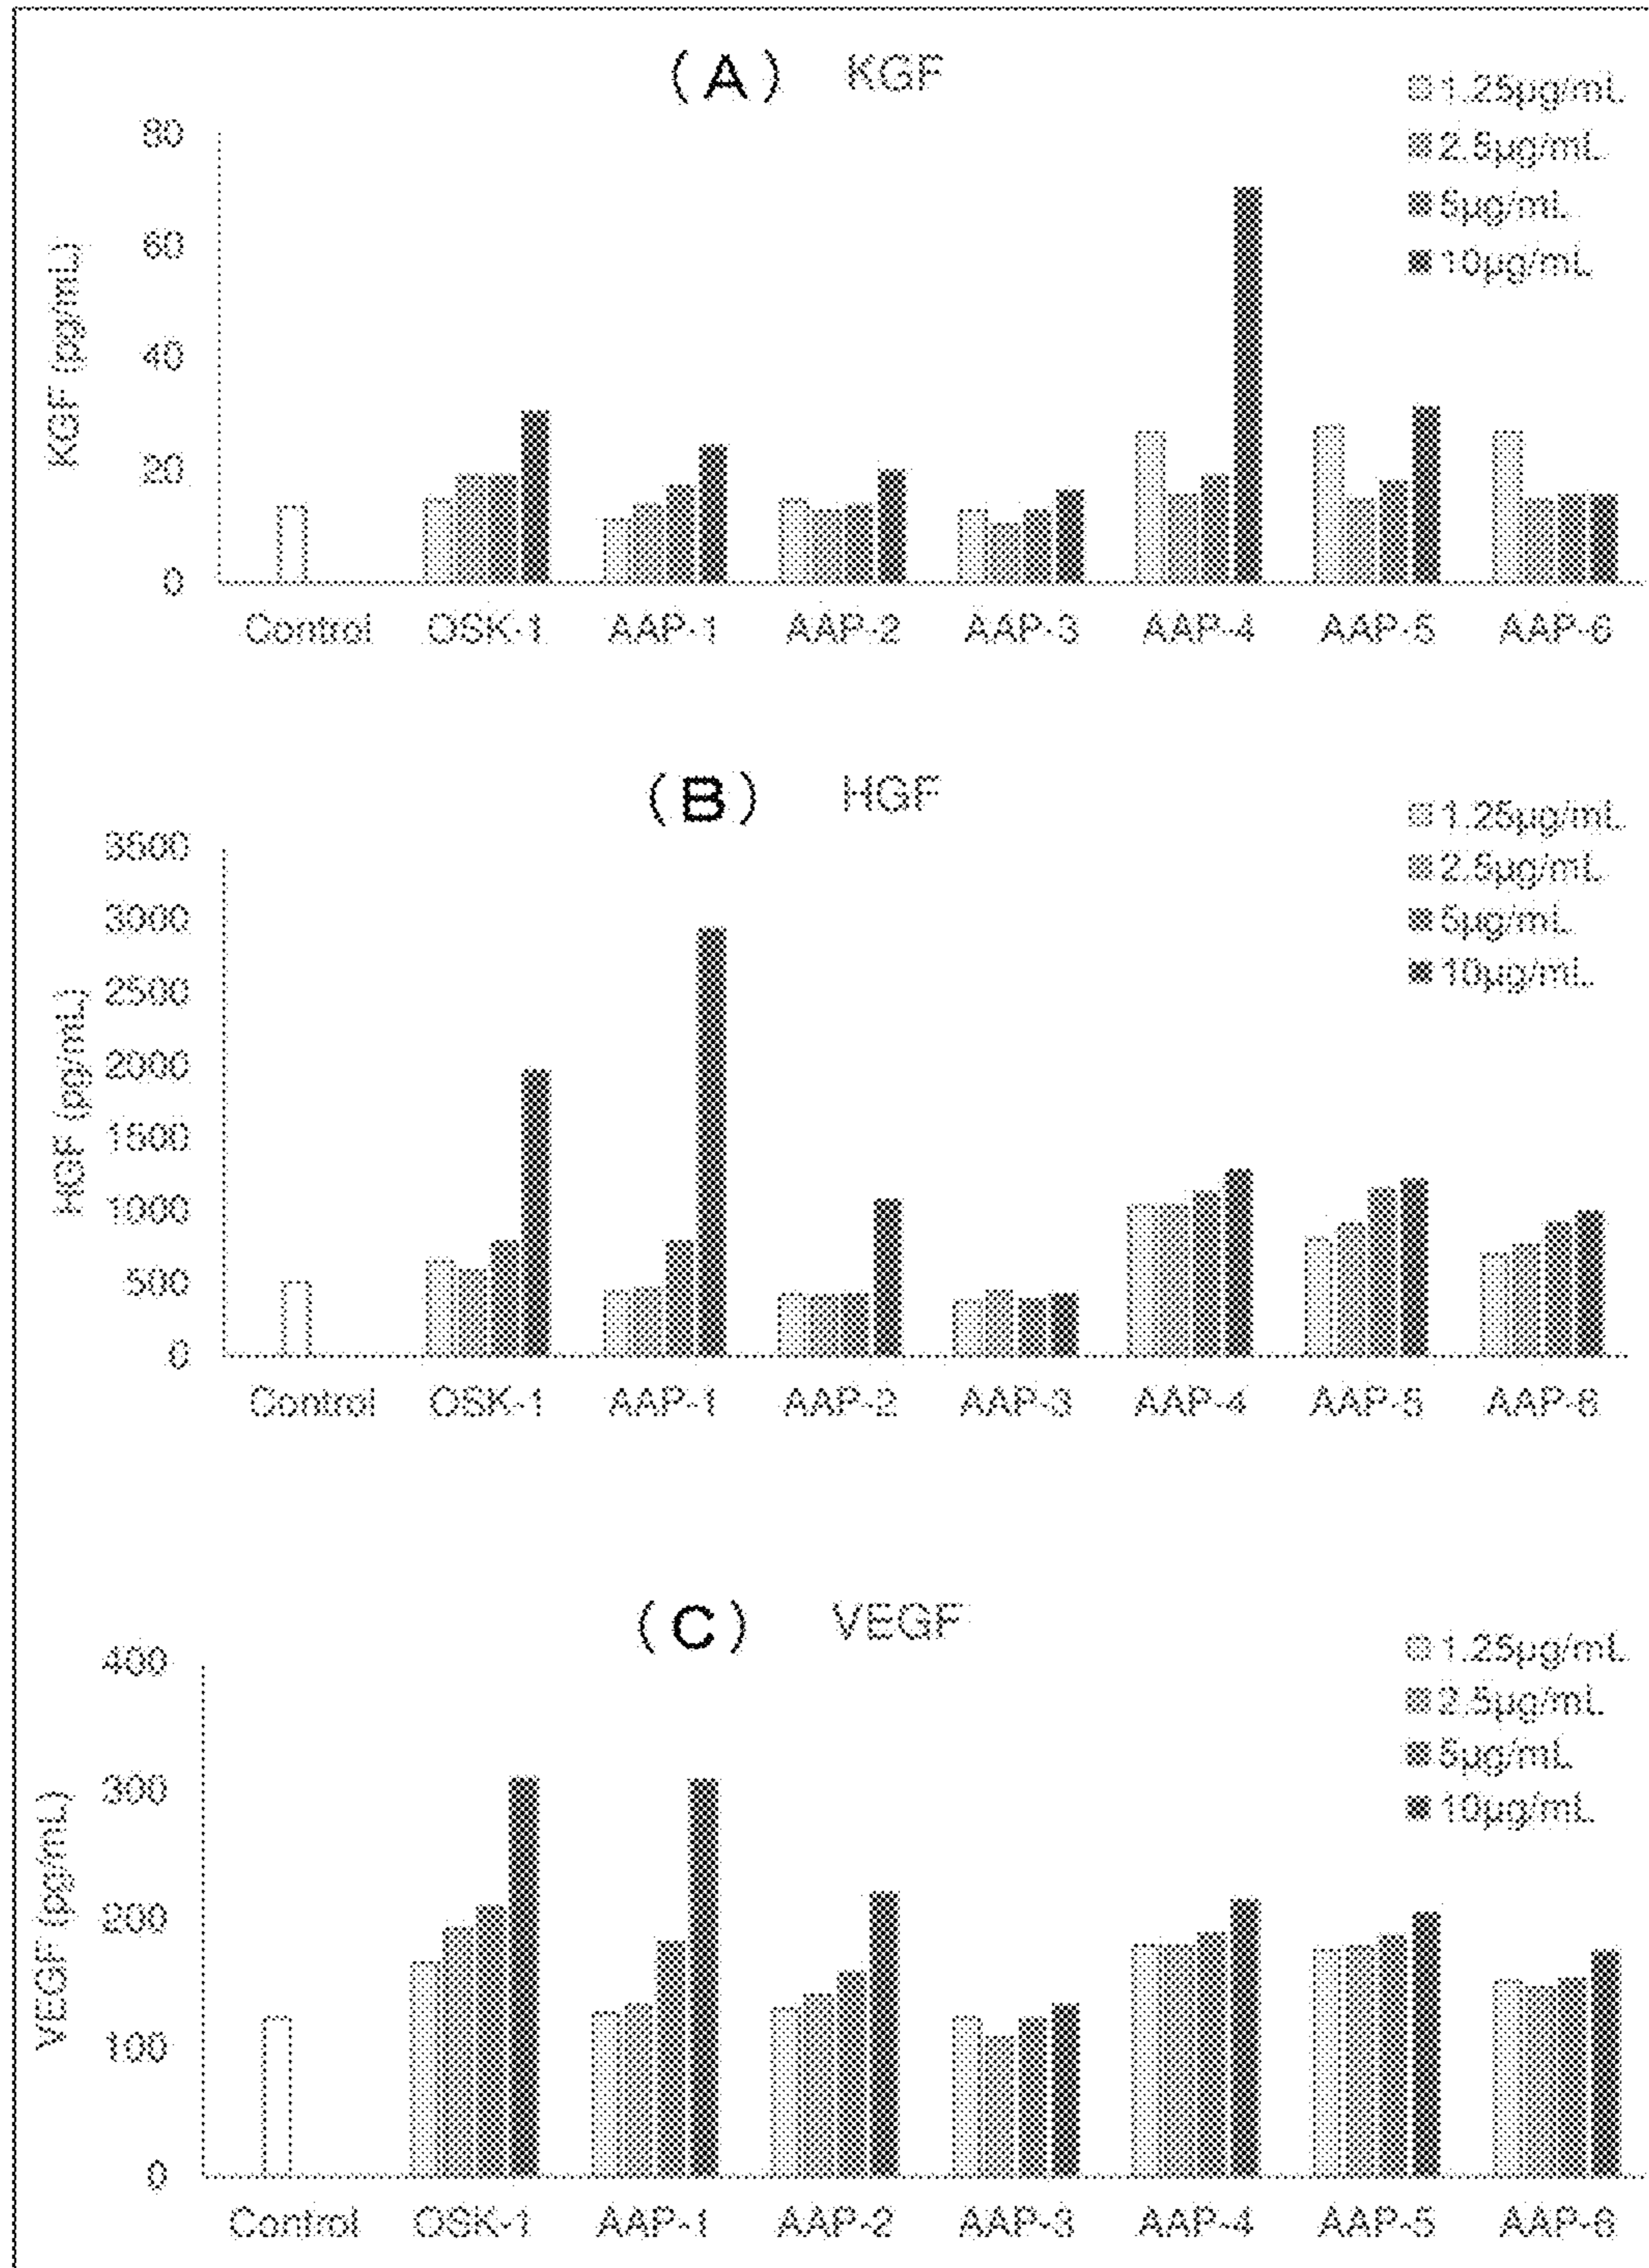 (A) KGF
1.25µg/mL
2.5µg/mL
5µg/mL
10µg/mL
KGF (pg/mL)
80
60
40
20
0
Control OSK-1 AAP-1 AAP-2 AAP-3 AAP-4 AAP-5 AAP-6
(B) HGF
1.25µg/mL
2.5µg/mL
5µg/mL
10µg/mL
HGF (pg/mL)
3500
3000
2500
2000
1500
1000
500
0
Control OSK-1 AAP-1 AAP-2 AAP-3 AAP-4 AAP-5 AAP-6
(C) VEGF
1.25µg/mL
2.5µg/mL
5µg/mL
10µg/mL
VEGF (pg/mL)
400
300
200
100
0
Control OSK-1 AAP-1 AAP-2 AAP-3 AAP-4 AAP-5 AAP-6